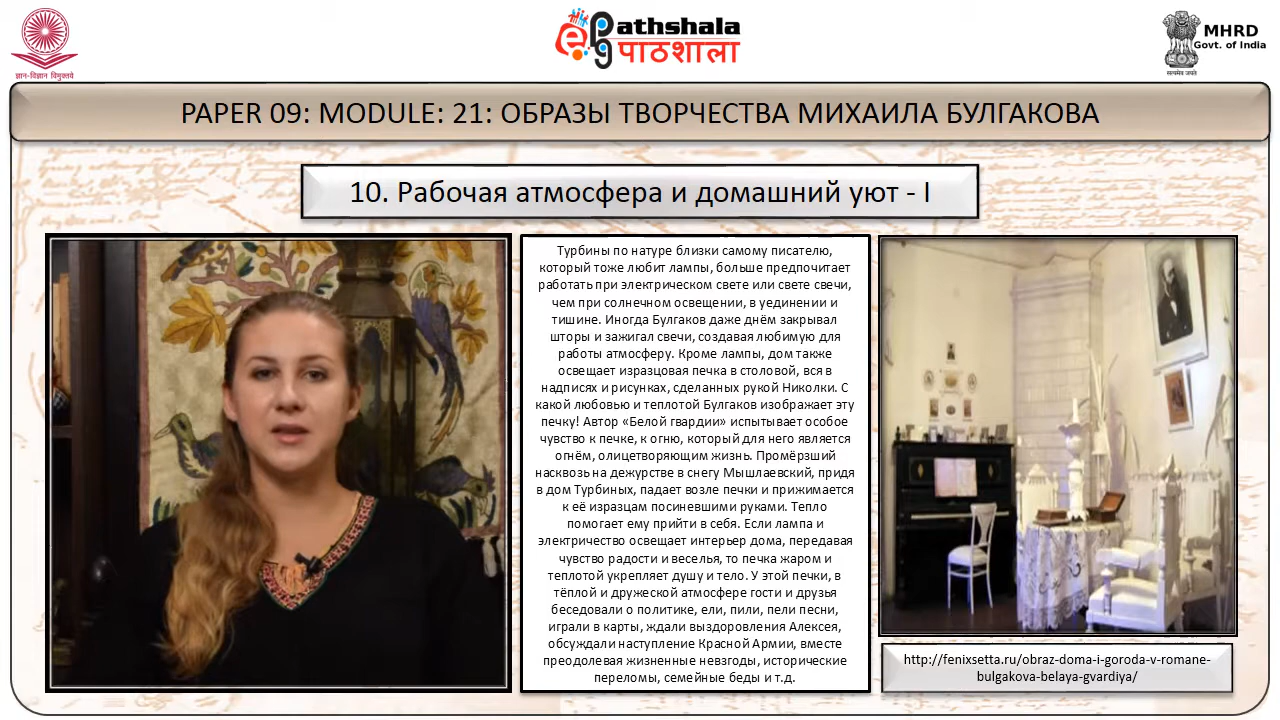 ज्ञान-विज्ञान विमुक्तये
epg
Pathshala
पाठशाला
MHRD
Govt. of India
सत्यमेव जयते
PAPER 09: MODULE: 21: ОБРАЗЫ ТВОРЧЕСТВА МИХАИЛА БУЛГАКОВА
10. Рабочая атмосфера и домашний уют - I
Турбины по натуре близки самому писателю,
который тоже любит лампы, больше предпочитает
работать при электрическом свете или свете свечи,
чем при солнечном освещении, в уединении и
тишине. Иногда Булгаков даже днём закрывал
шторы и зажигал свечи, создавая любимую для
работы атмосферу. Кроме лампы, дом также
освещает изразцовая печка в столовой, вся в
надписях и рисунках, сделанных рукой Николки. С
какой любовью и теплотой Булгаков изображает эту
печку! Автор «Белой гвардии» испытывает особое
чувство к печке, к огню, который для него является
огнём, олицетворяющим жизнь. Промёрзший
насквозь на дежурстве в снегу Мышлаевский, придя
в дом Турбиных, падает возле печки и прижимается
к её изразцам посиневшими руками. Тепло
помогает ему прийти в себя. Если лампа и
электричество освещает интерьер дома, передавая
чувство радости и веселья, то печка жаром и
теплотой укрепляет душу и тело. У этой печки, в
тёплой и дружеской атмосфере гости и друзья
беседовали о политике, ели, пили, пели песни,
играли в карты, ждали выздоровления Алексея,
обсуждали наступление Красной Армии, вместе
преодолевая жизненные невзгоды, исторические
переломы, семейные беды и т.д.
http://fenixsetta.ru/obraz-doma-i-goroda-v-romane-
bulgakova-belaya-gvardiya/